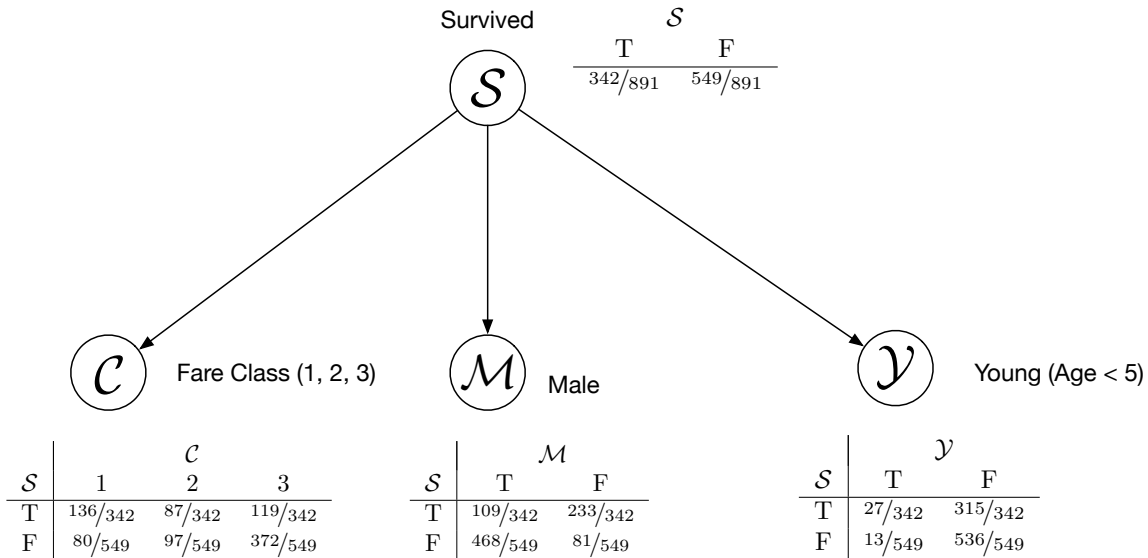 Survived
𝒮
T F
342/891 549/891
𝒮
𝒞
Fare Class (1, 2, 3)
ℳ
Male
𝒴
Young (Age < 5)
𝒞
𝒮 1 2 3
T 136/342 87/342 119/342
F 80/549 97/549 372/549
ℳ
𝒮 T F
T 109/342 233/342
F 468/549 81/549
𝒴
𝒮 T F
T 27/342 315/342
F 13/549 536/549